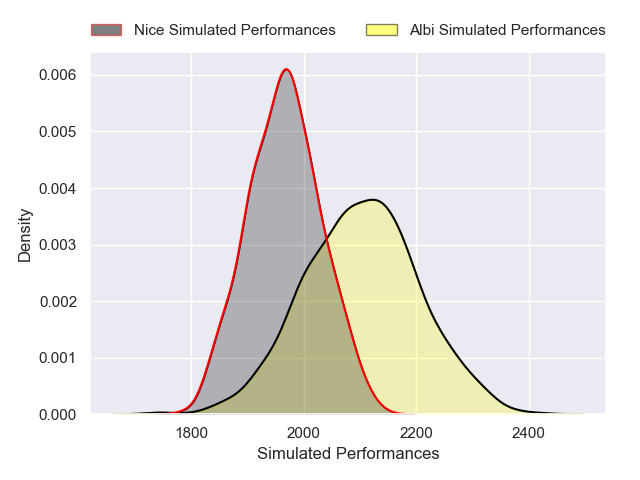 Nice Simulated Performances Albi Simulated Performances
0.006
0.005
0.004
0.003
0.002
0.001
0.000
Density
1800 2000 2200 2400
Simulated Performances